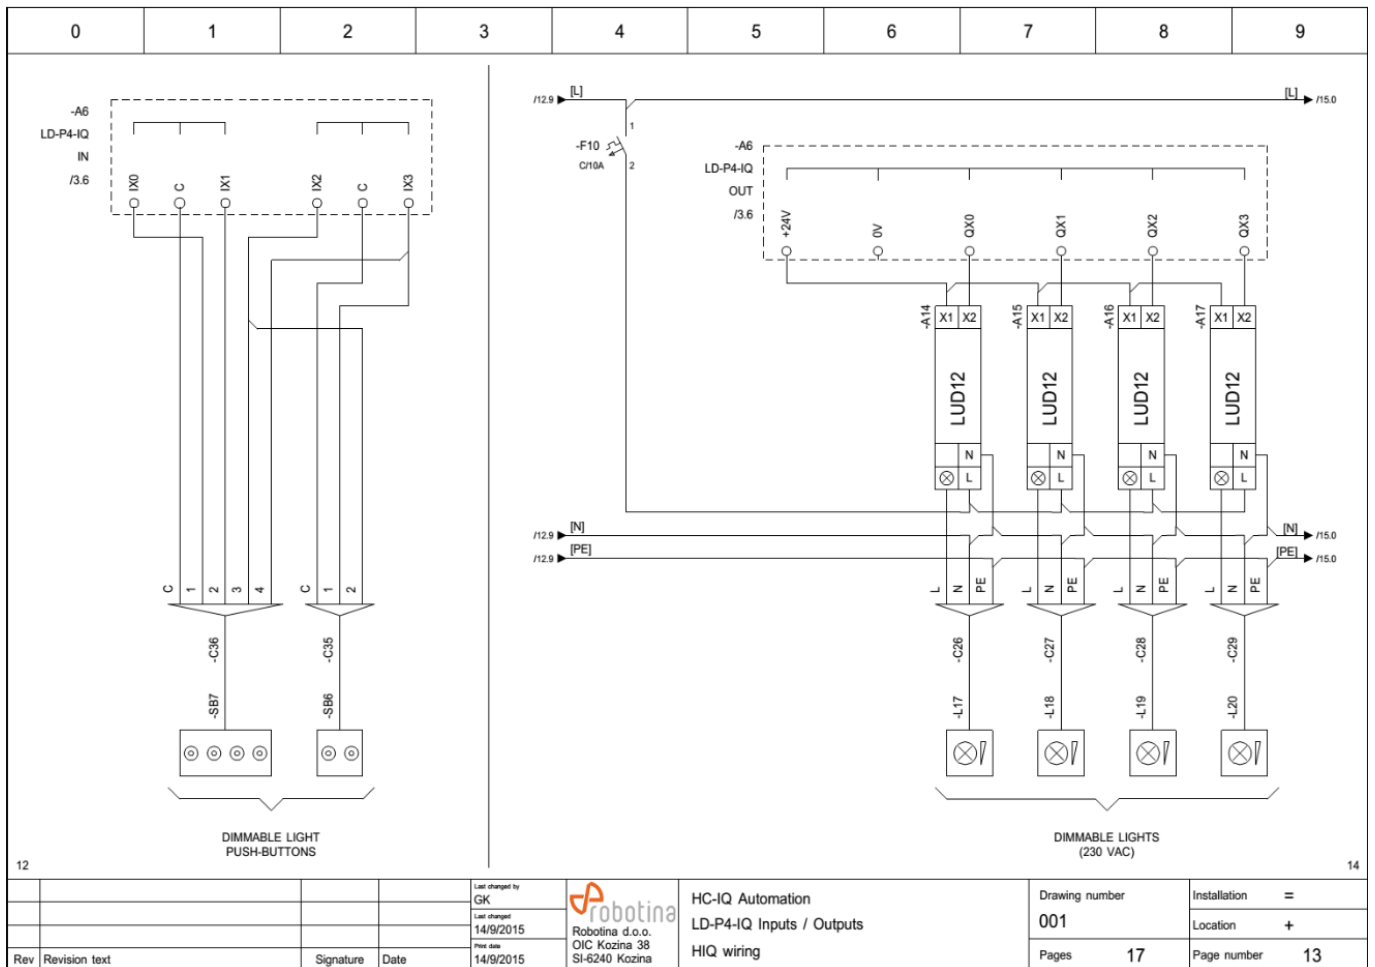 0 1 2 3 4 5 6 7 8 9
-A6
LD-P4-IQ
IN
/3.6
IX0 C IX1 IX2 C IX3
/12.9 [L] [L] /15.0
1
-F10
C/10A
2
-A6
LD-P4-IQ
OUT
/3.6
+24V 0V QX0 QX1 QX2 QX3
-A14 X1 X2 -A15 X1 X2 -A16 X1 X2 -A17 X1 X2
LUD12 LUD12 LUD12 LUD12
N N N N
L L L L
/12.9 [N] [N] /15.0
/12.9 [PE] [PE] /15.0
C 1 2 3 4 C 1 2
L N PE L N PE L N PE L N PE
-C36 -C35 -C26 -C27 -C28 -C29
-SB7 -SB6 -L17 -L18 -L19 -L20
DIMMABLE LIGHT
PUSH-BUTTONS
DIMMABLE LIGHTS
(230 VAC)
12 14
Last changed by
GK
Last changed
14/9/2015
Print date
14/9/2015
Rev Revision text Signature Date
robotina
Robotina d.o.o.
OIC Kozina 38
SI-6240 Kozina
HC-IQ Automation
LD-P4-IQ Inputs / Outputs
HIQ wiring
Drawing number
001
Pages 17
Installation =
Location +
Page number 13